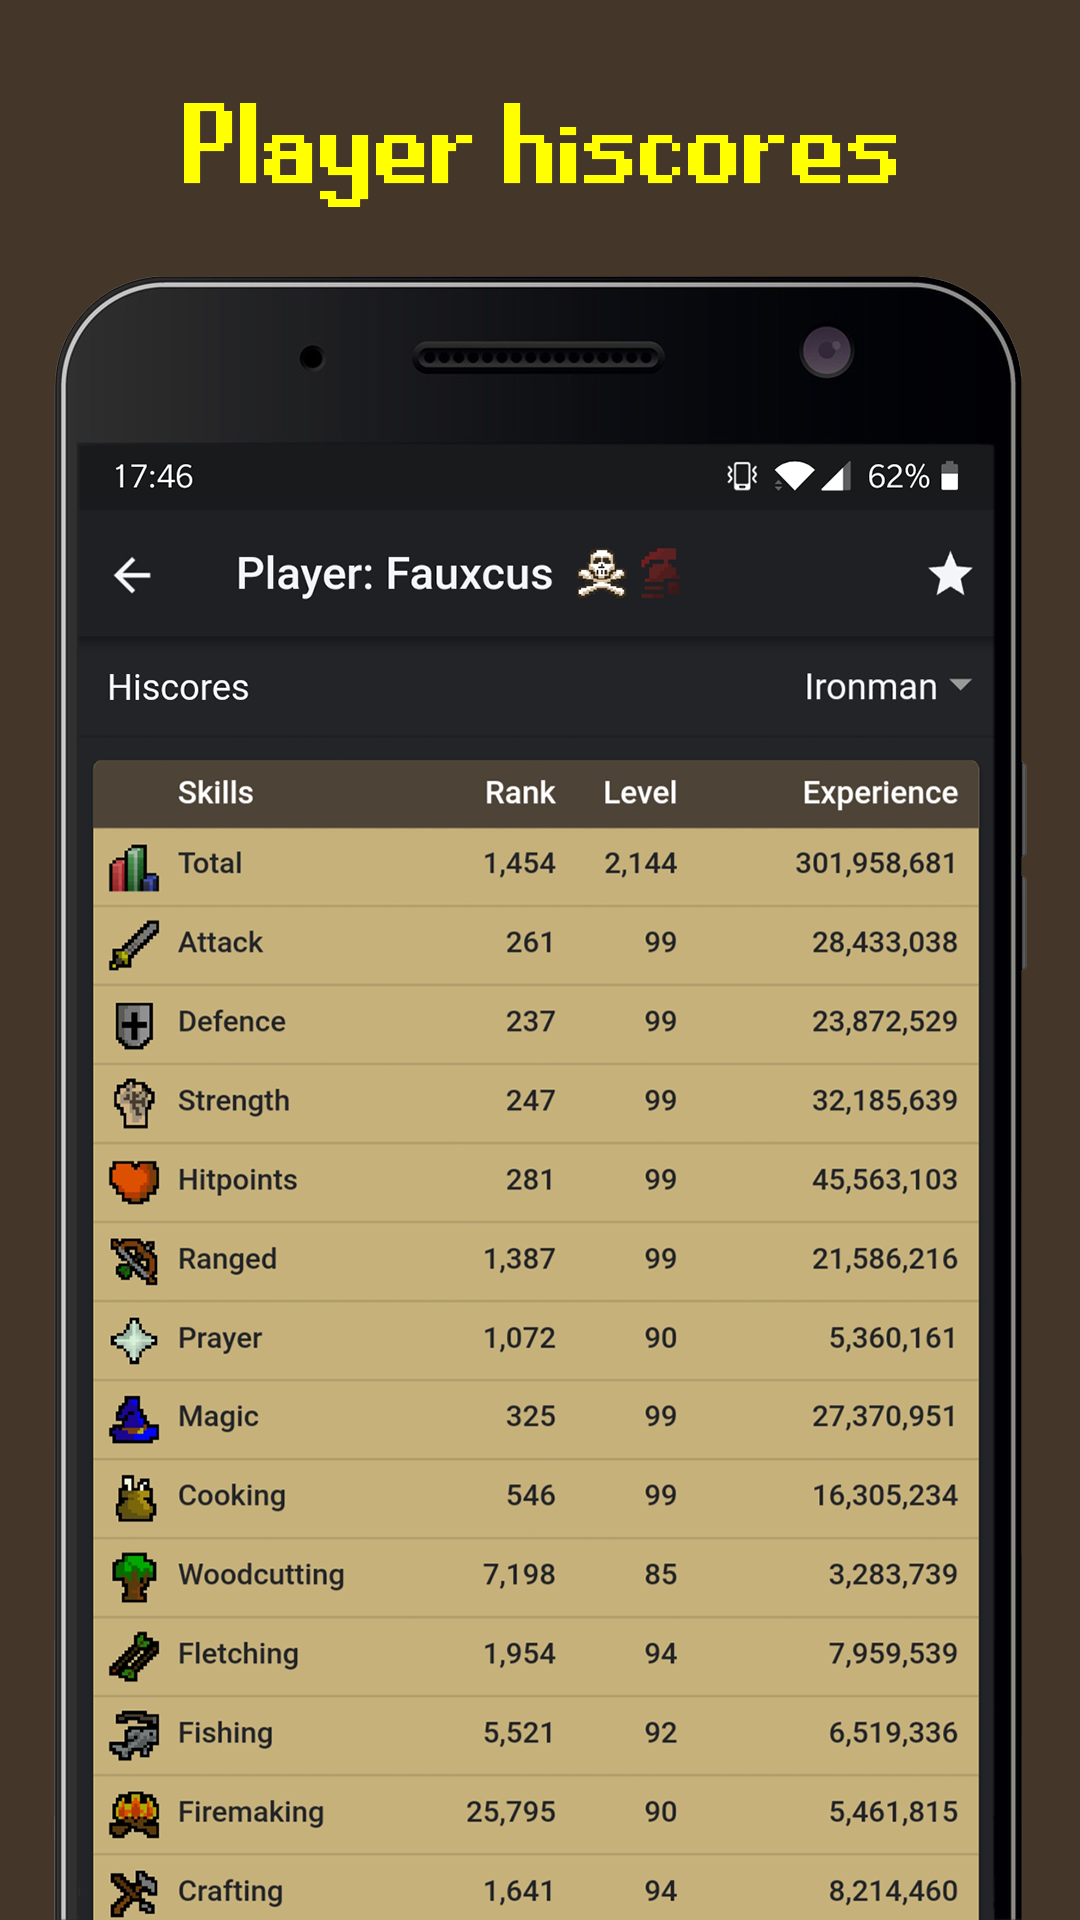 Player hiscores
17:46 62%
Player: Fauxcus
Hiscores Ironman
Skills Rank Level Experience
Total 1,454 2,144 301,958,681
Attack 261 99 28,433,038
Defence 237 99 23,872,529
Strength 247 99 32,185,639
Hitpoints 281 99 45,563,103
Ranged 1,387 99 21,586,216
Prayer 1,072 90 5,360,161
Magic 325 99 27,370,951
Cooking 546 99 16,305,234
Woodcutting 7,198 85 3,283,739
Fletching 1,954 94 7,959,539
Fishing 5,521 92 6,519,336
Firemaking 25,795 90 5,461,815
Crafting 1,641 94 8,214,460